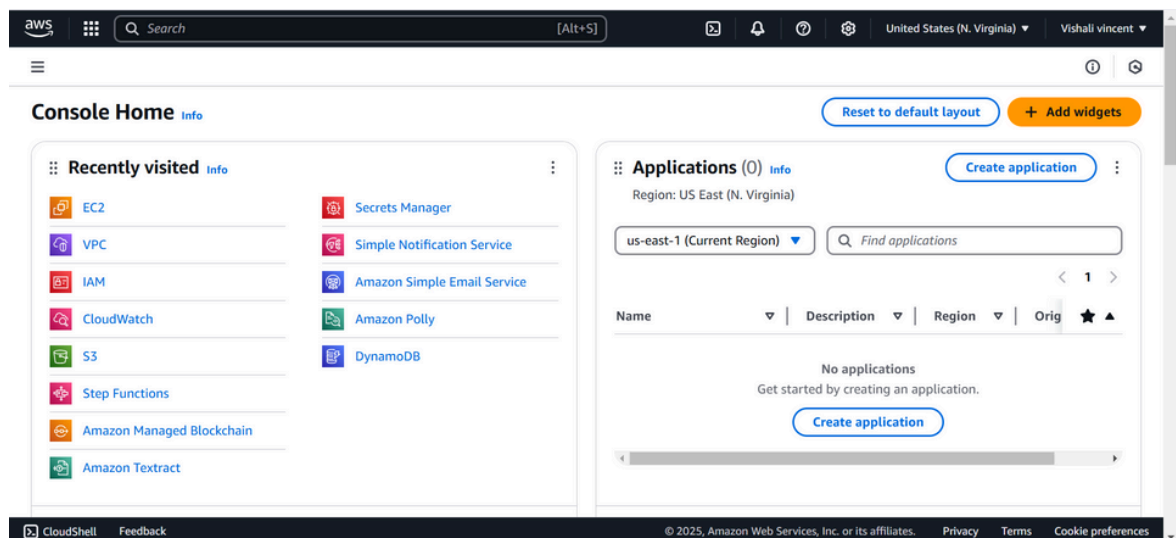 aws
Search [Alt+S] United States (N. Virginia) Vishali vincent
Console Home Info
Reset to default layout
+ Add widgets
Recently visited Info
EC2
VPC
IAM
CloudWatch
S3
Step Functions
Amazon Managed Blockchain
Amazon Textract
Secrets Manager
Simple Notification Service
Amazon Simple Email Service
Amazon Polly
DynamoDB
Applications (0) Info
Create application
Region: US East (N. Virginia)
us-east-1 (Current Region)
Find applications
1
Name Description Region Orig
No applications
Get started by creating an application.
Create application
CloudShell Feedback © 2025, Amazon Web Services, Inc. or its affiliates. Privacy Terms Cookie preferences